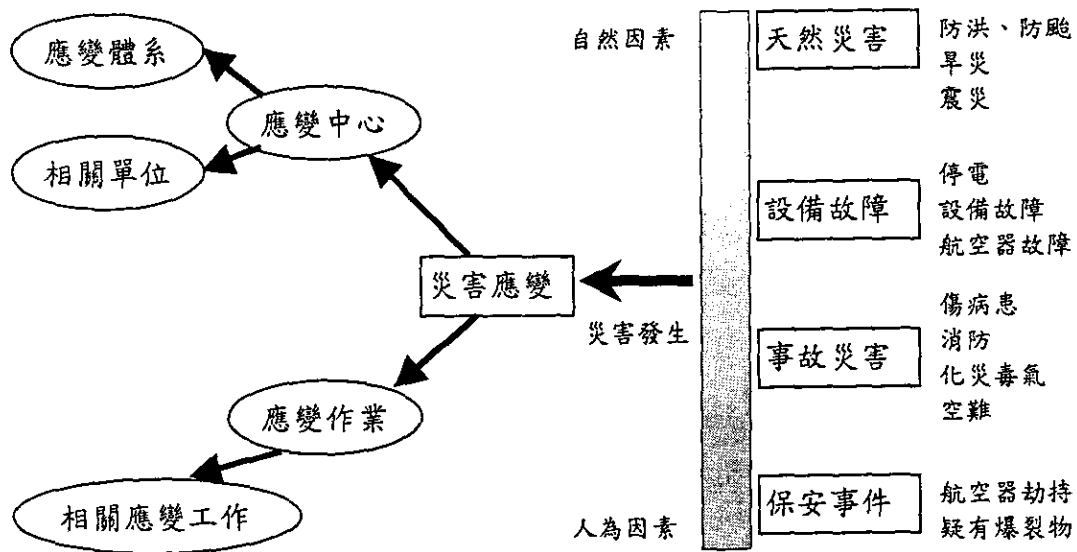 應變體系
應變中心
相關單位
災害應變
應變作業
相關應變工作
災害發生
自然因素
人為因素
天然災害
防洪、防颱
旱災
震災
設備故障
停電
設備故障
航空器故障
事故災害
傷病患
消防
化災毒氣
空難
保安事件
航空器劫持
疑有爆裂物